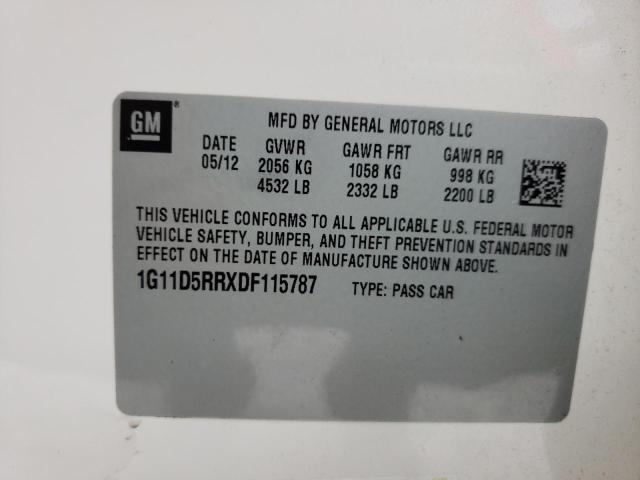 GM ®
MFD BY GENERAL MOTORS LLC
DATE GVWR GAWR FRT GAWR RR
05/12 2056 KG 1058 KG 998 KG
4532 LB 2332 LB 2200 LB
THIS VEHICLE CONFORMS TO ALL APPLICABLE U.S. FEDERAL MOTOR
VEHICLE SAFETY, BUMPER, AND THEFT PREVENTION STANDARDS IN
EFFECT ON THE DATE OF MANUFACTURE SHOWN ABOVE.
1G11D5RRXDF115787 TYPE: PASS CAR